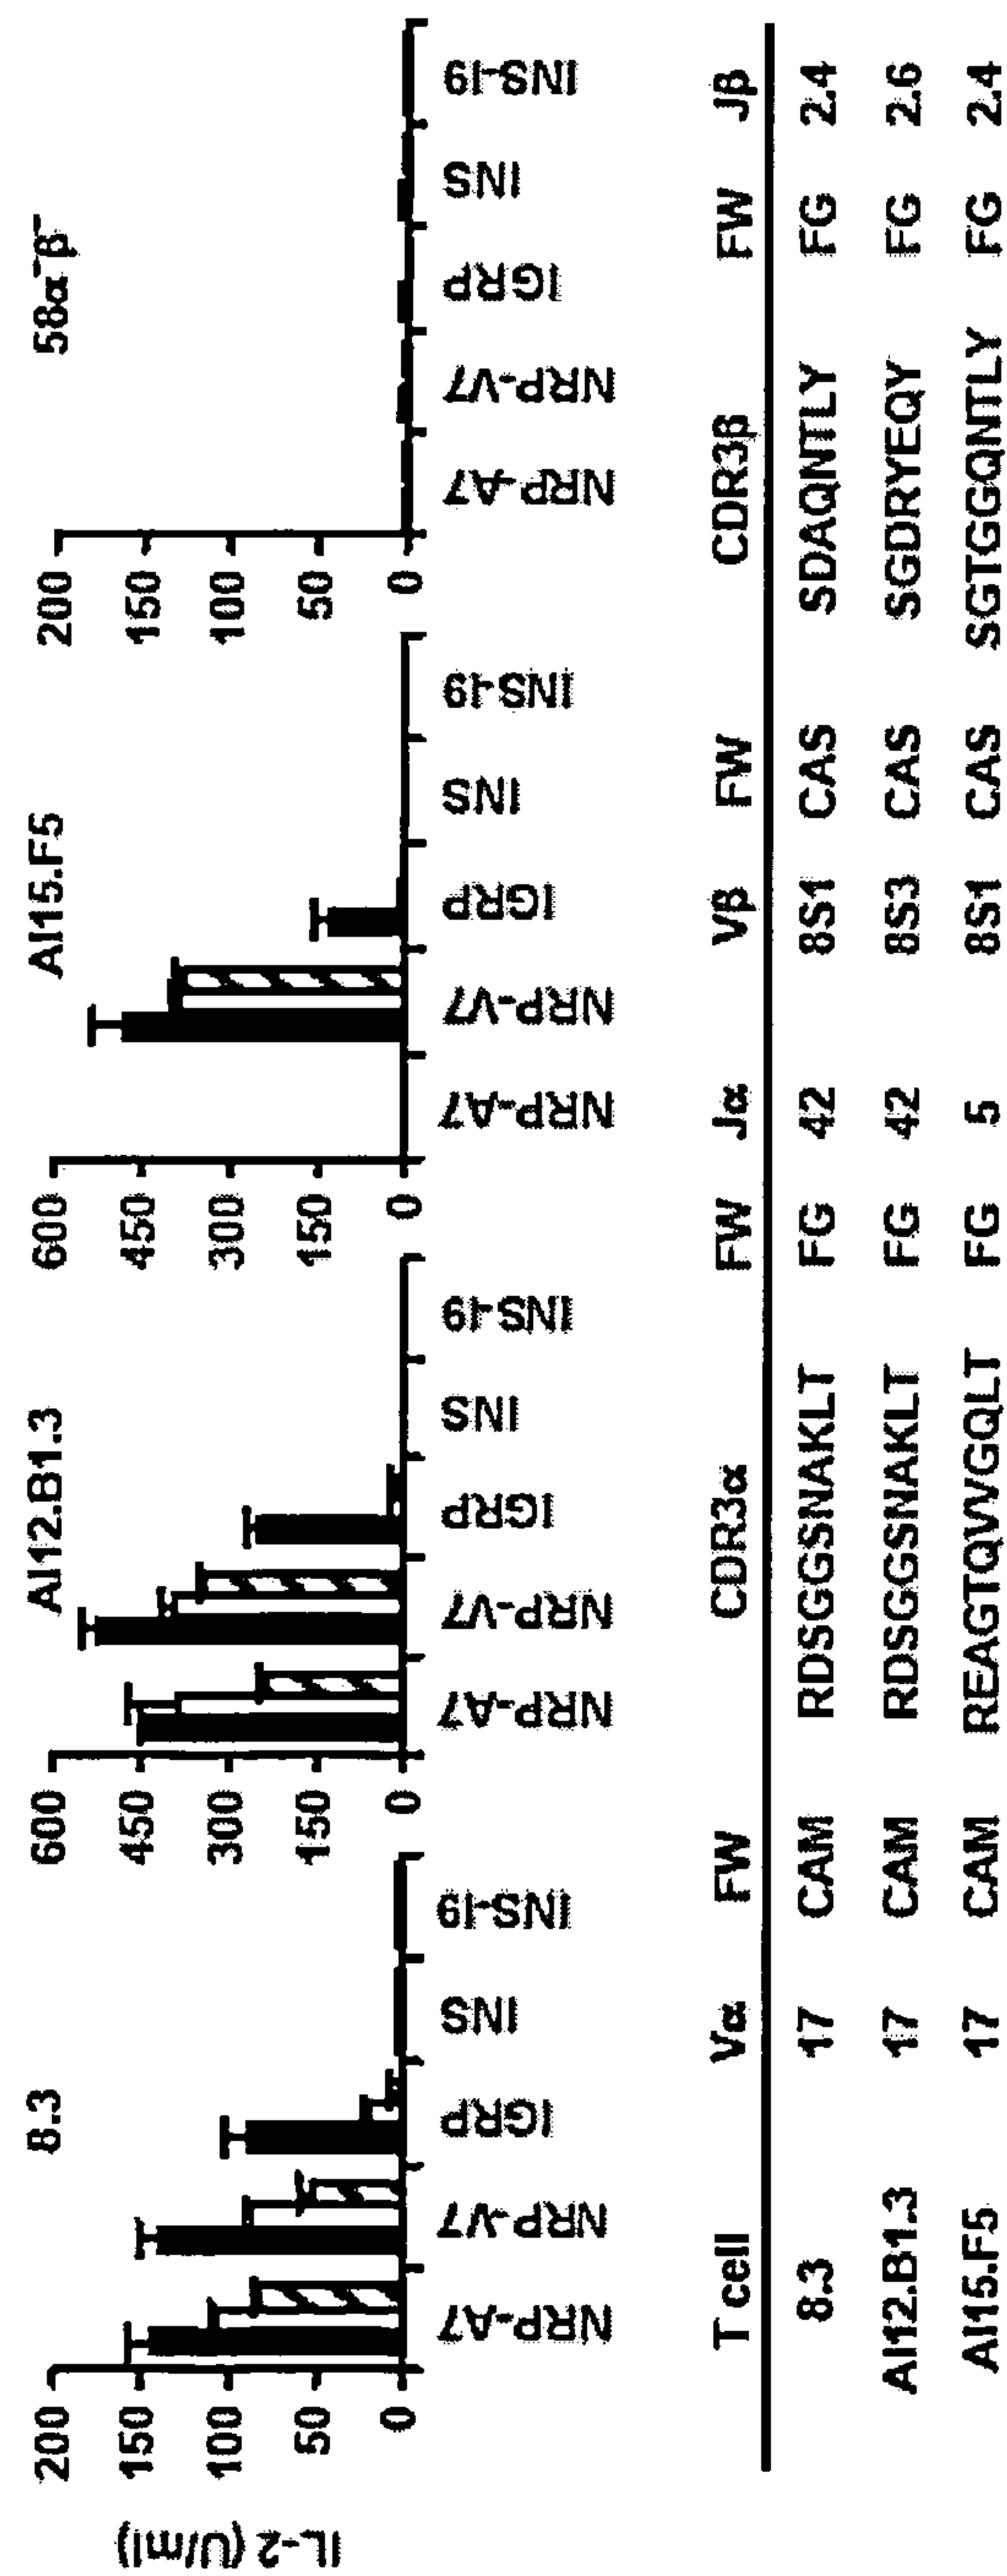 8.3
AI12.B1.3
AI15.F5
58α⁻β⁻
IL-2 (U/ml)
200
150
100
50
0
NRP-A7
NRP-V7
IGRP
INS
INS-I9
600
450
300
150
0
NRP-A7
NRP-V7
IGRP
INS
INS-I9
600
450
300
150
0
NRP-A7
NRP-V7
IGRP
INS
INS-I9
200
150
100
50
0
NRP-A7
NRP-V7
IGRP
INS
INS-I9
T cell Vα FW CDR3α FW Jα Vβ FW CDR3β FW Jβ
8.3 17 CAM RDSGGSNAKLT FG 42 8S1 CAS SDAQNTLY FG 2.4
AI12.B1.3 17 CAM RDSGGSNAKLT FG 42 8S3 CAS SGDRYEQY FG 2.6
AI15.F5 17 CAM REAGTQVVGQLT FG 5 8S1 CAS SGTGGQNTLY FG 2.4